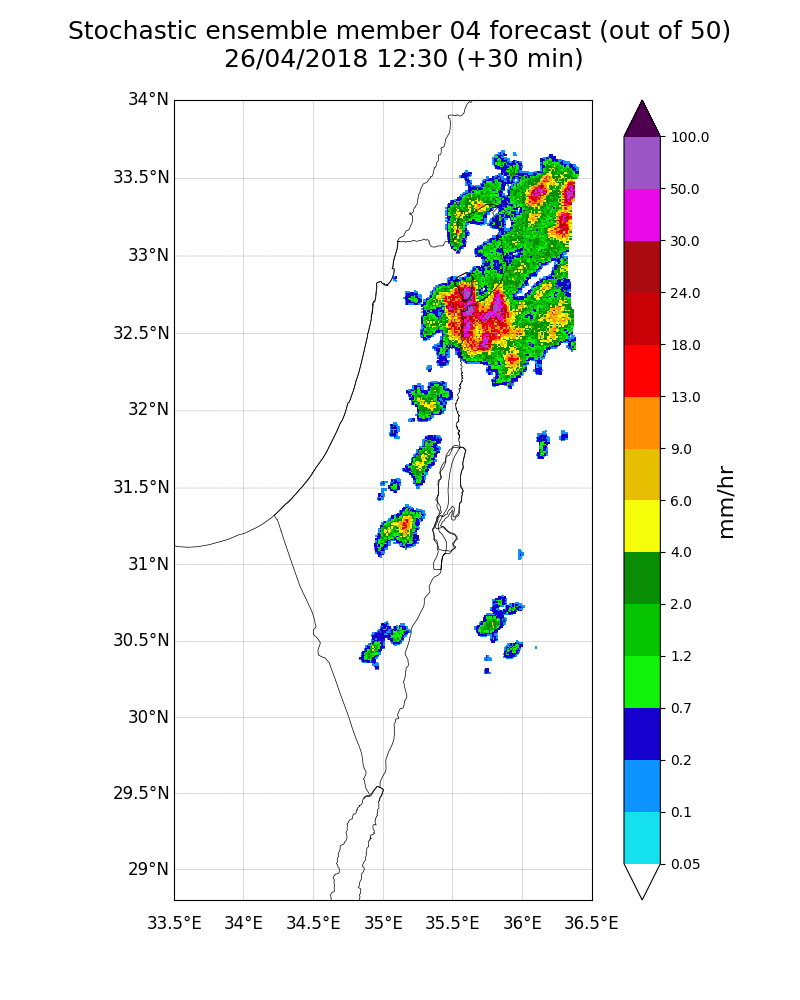 Stochastic ensemble member 04 forecast (out of 50)
26/04/2018 12:30 (+30 min)
34°N
33.5°N
33°N
32.5°N
32°N
31.5°N
31°N
30.5°N
30°N
29.5°N
29°N
33.5°E
34°E
34.5°E
35°E
35.5°E
36°E
36.5°E
100.0
50.0
30.0
24.0
18.0
13.0
9.0
6.0
4.0
2.0
1.2
0.7
0.2
0.1
0.05
mm/hr